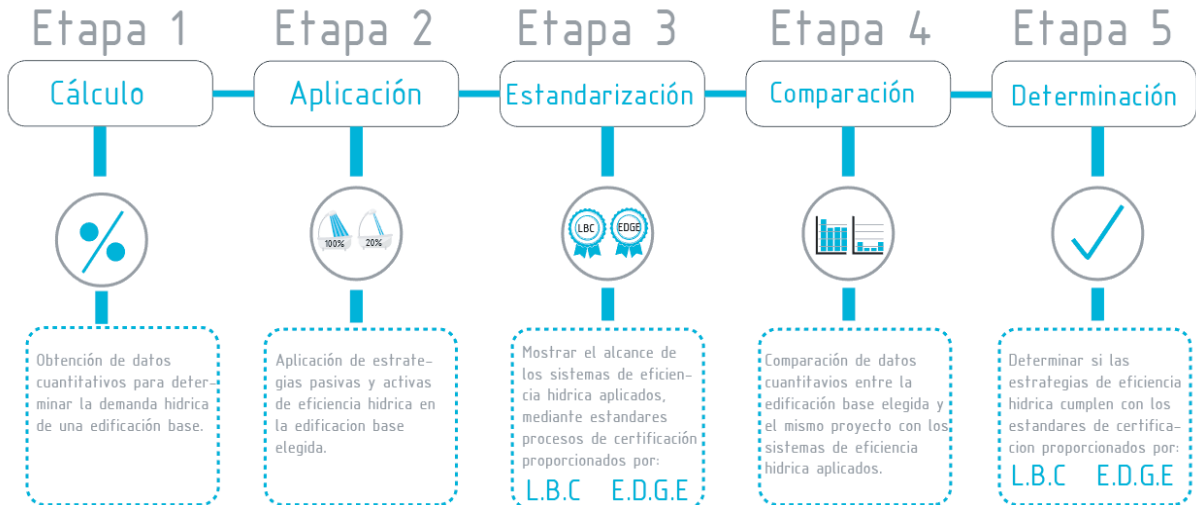 Etapa 1
Cálculo
Obtención de datos
cuantitativos para deter-
minar la demanda hidrica
de una edificación base.
Etapa 2
Aplicación
100%
20%
Aplicación de estrate-
gias pasivas y activas
de eficiencia hidrica en
la edificacion base
elegida.
Etapa 3
Estandarización
LBC
EDGE
Mostrar el alcance de
los sistemas de eficien-
cia hidrica aplicados,
mediante estandares
procesos de certificación
proporcionados por:
L.B.C E.D.G.E
Etapa 4
Comparación
Comparación de datos
cuantitavios entre la
edificación base elegida y
el mismo proyecto con los
sistemas de eficiencia
hidrica aplicados.
Etapa 5
Determinación
Determinar si las
estrategias de eficiencia
hidrica cumplen con los
estandares de certifica-
cion proporcionados por:
L.B.C E.D.G.E